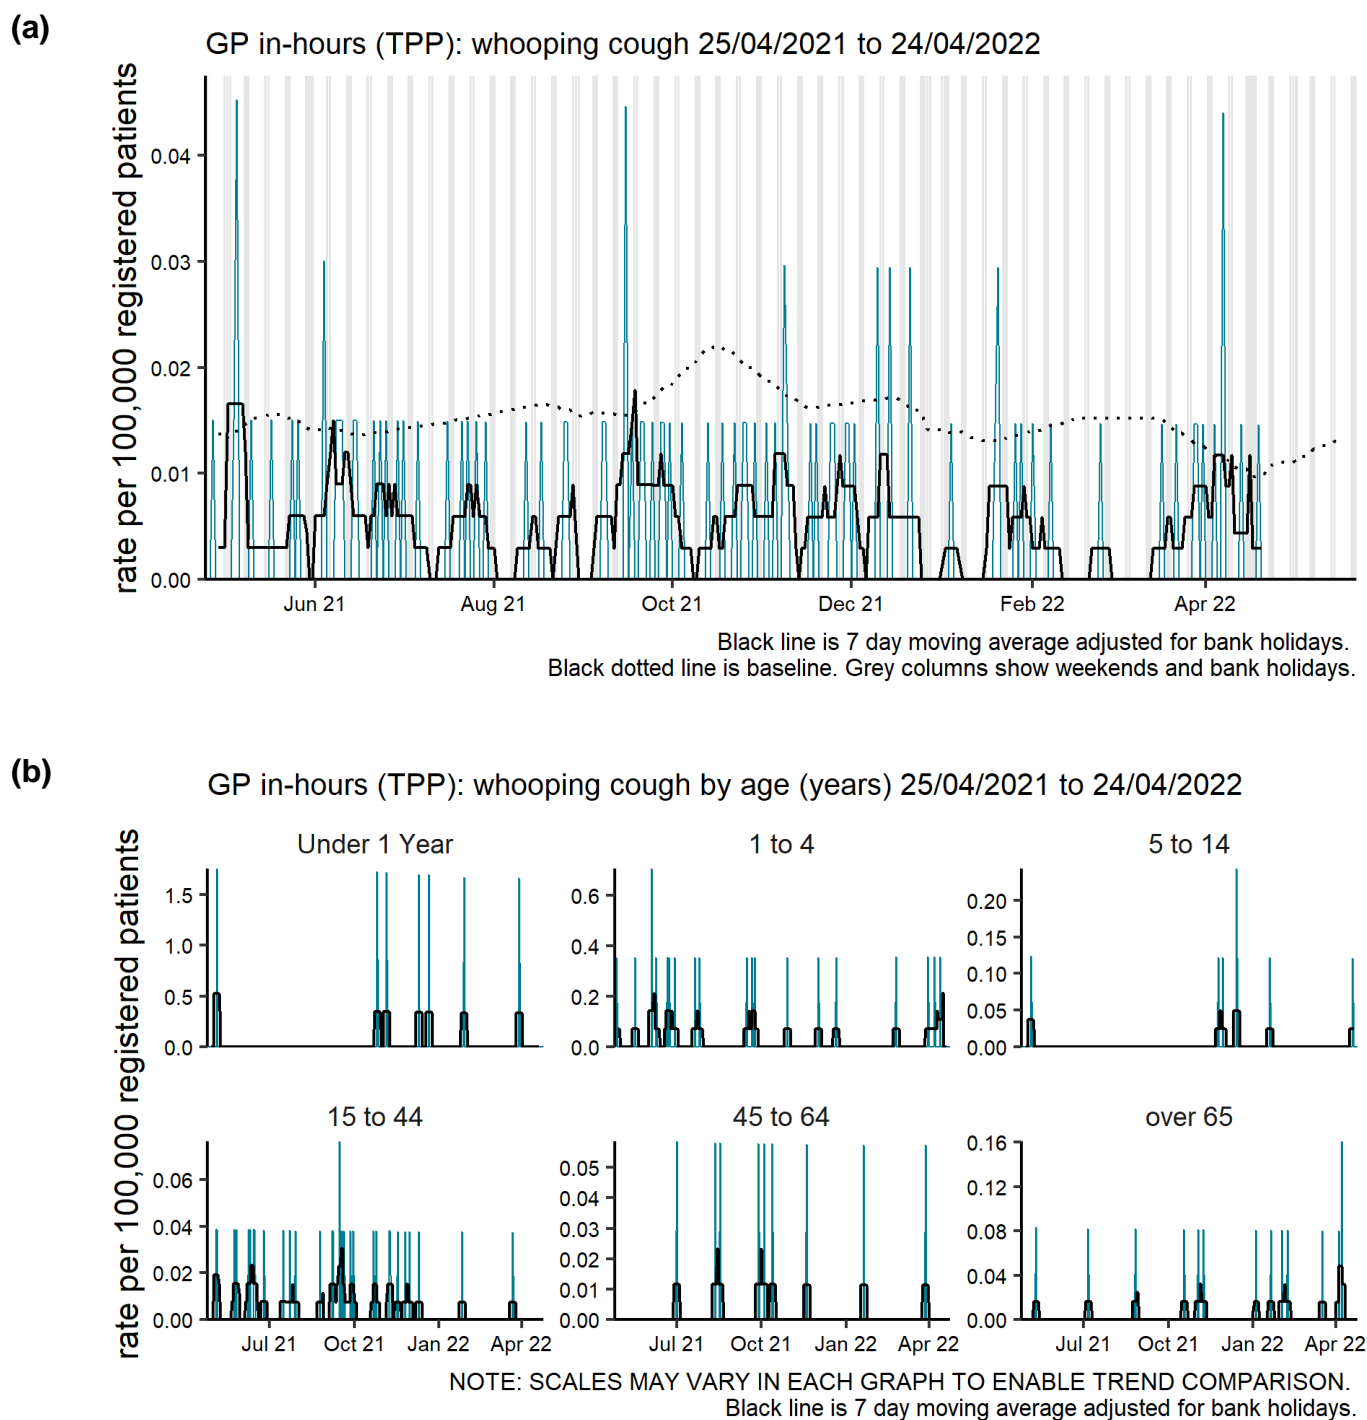 (a)
GP in-hours (TPP): whooping cough 25/04/2021 to 24/04/2022
rate per 100,000 registered patients
0.04
0.03
0.02
0.01
0.00
Jun 21 Aug 21 Oct 21 Dec 21 Feb 22 Apr 22
Black line is 7 day moving average adjusted for bank holidays.
Black dotted line is baseline. Grey columns show weekends and bank holidays.
(b)
GP in-hours (TPP): whooping cough by age (years) 25/04/2021 to 24/04/2022
rate per 100,000 registered patients
Under 1 Year
1.5
1.0
0.5
0.0
1 to 4
0.6
0.4
0.2
0.0
5 to 14
0.20
0.15
0.10
0.05
0.00
15 to 44
0.06
0.04
0.02
0.00
Jul 21 Oct 21 Jan 22 Apr 22
45 to 64
0.05
0.04
0.03
0.02
0.01
0.00
Jul 21 Oct 21 Jan 22 Apr 22
over 65
0.16
0.12
0.08
0.04
0.00
Jul 21 Oct 21 Jan 22 Apr 22
NOTE: SCALES MAY VARY IN EACH GRAPH TO ENABLE TREND COMPARISON.
Black line is 7 day moving average adjusted for bank holidays.